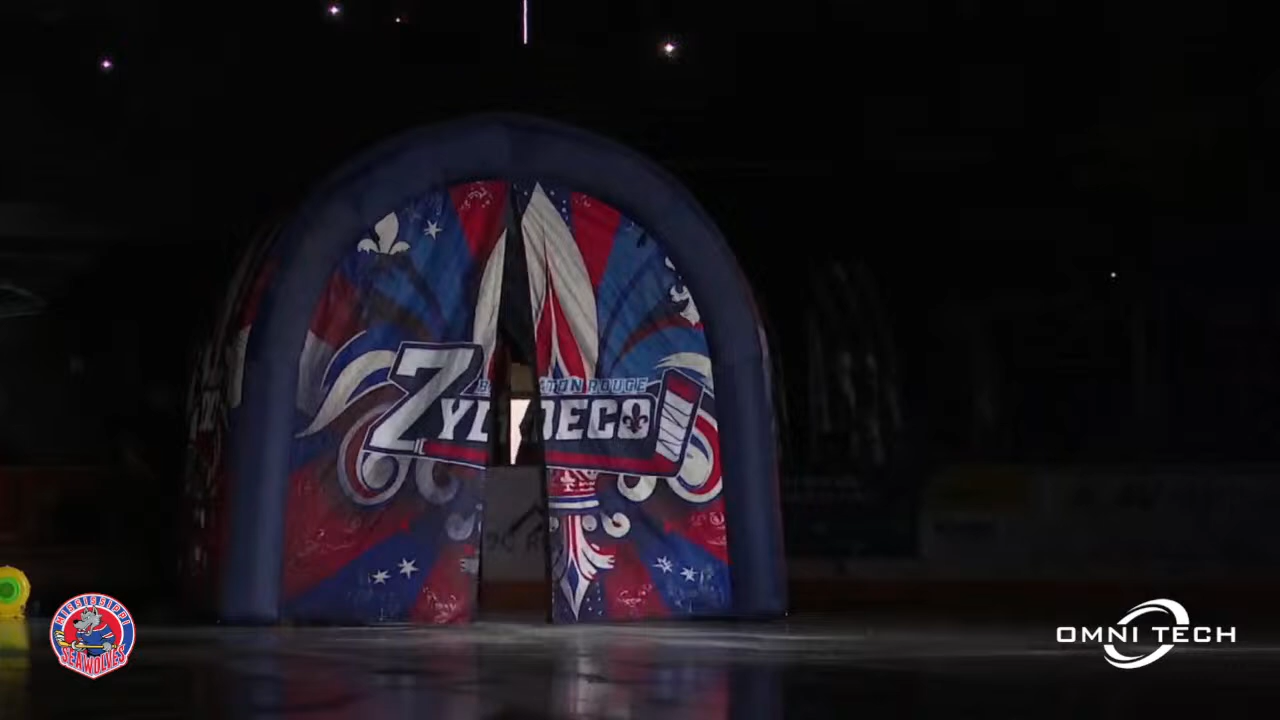 BATON ROUGE
ZYDECO
MISSISSIPPI
SEAWOLVES
OMNI TECH